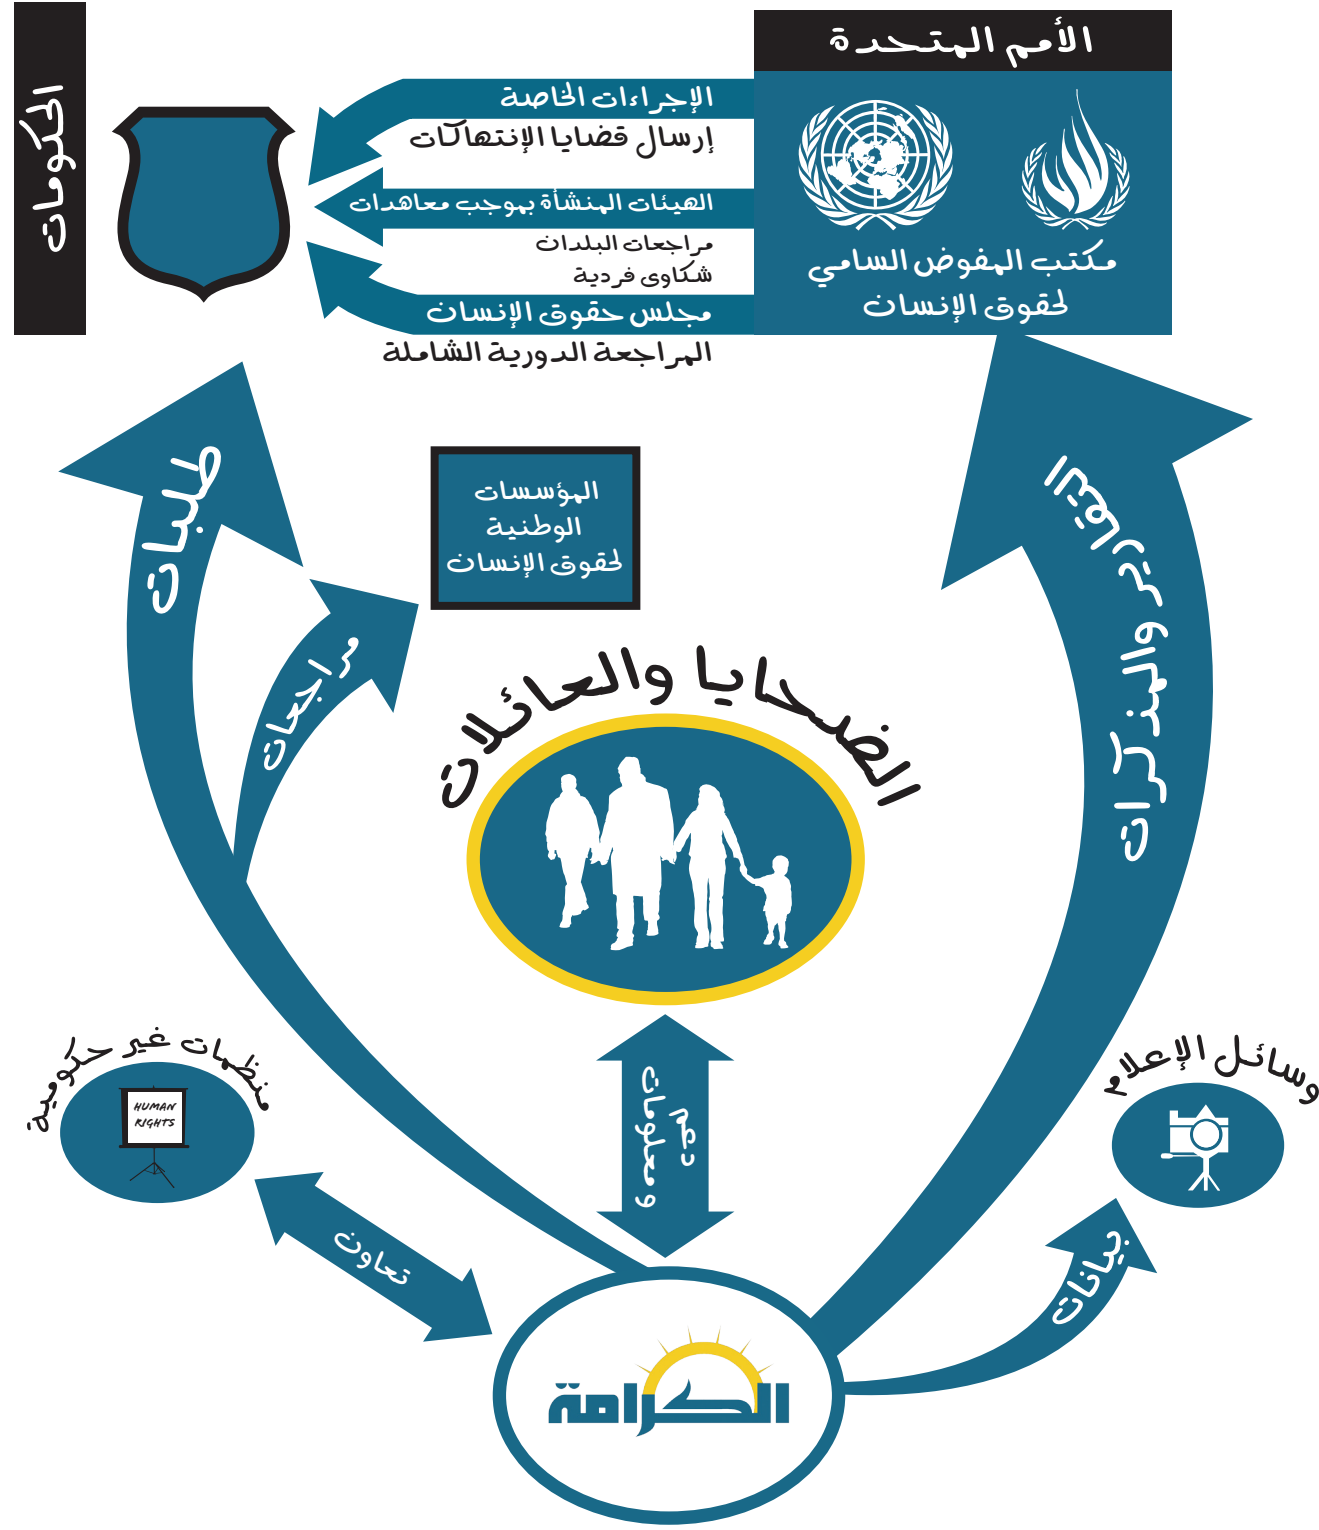 الأمم المتحدة
مكتب المفوض السامي
لحقوق الإنسان
الحكومات
الإجراءات الخاصة
إرسال قضايا الإنتهاكات
الهيئات المنشأة بموجب معاهدات
مراجعات البلدان
شكاوى فردية
مجلس حقوق الإنسان
المراجعة الدورية الشاملة
طلبات
المؤسسات
الوطنية
لحقوق الإنسان
مراجعات
التقارير والمذكرات
الضحايا والعائلات
وسائل الإعلام
منظمات غير حكومية
HUMAN
RIGHTS
دعم
ومعلومات
تعاون
بيانات
الكرامة